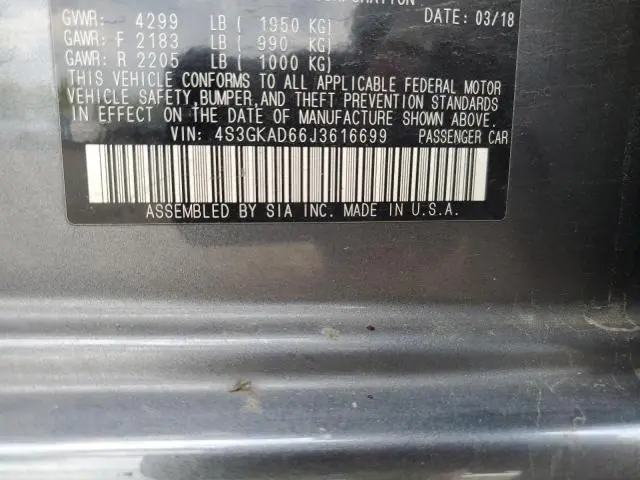 DATE: 03/18
GVWR: 4299 LB ( 1950 KG)
GAWR: F 2183 LB ( 990 KG)
GAWR: R 2205 LB ( 1000 KG)
THIS VEHICLE CONFORMS TO ALL APPLICABLE FEDERAL MOTOR
VEHICLE SAFETY,BUMPER,AND THEFT PREVENTION STANDARDS
IN EFFECT ON THE DATE OF MANUFACTURE SHOWN ABOVE.
VIN: 4S3GKAD66J3616699 PASSENGER CAR
ASSEMBLED BY SIA INC. MADE IN U.S.A.